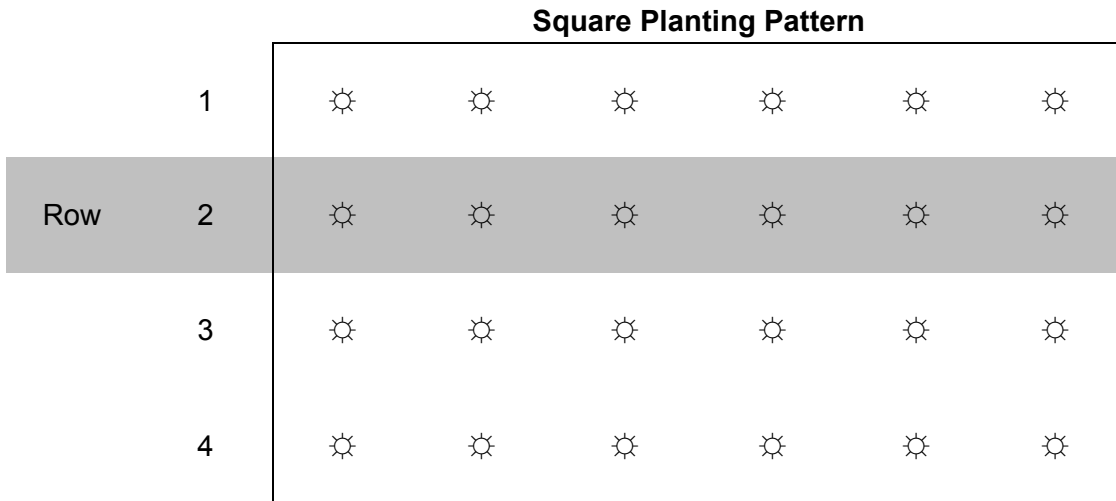 Square Planting Pattern
1 ☼ ☼ ☼ ☼ ☼ ☼
Row 2 ☼ ☼ ☼ ☼ ☼ ☼
3 ☼ ☼ ☼ ☼ ☼ ☼
4 ☼ ☼ ☼ ☼ ☼ ☼